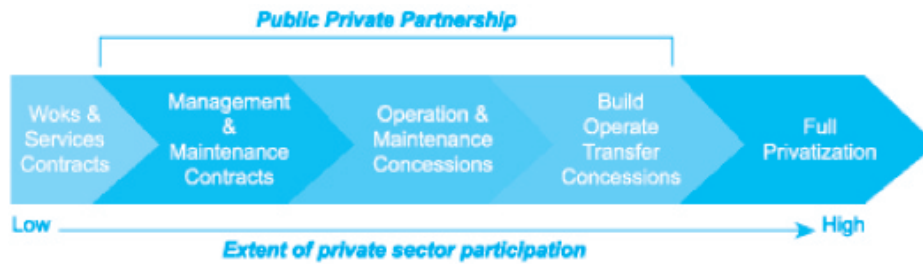 Public Private Partnership
Woks &
Services
Contracts
Management
&
Maintenance
Contracts
Operation &
Maintenance
Concessions
Build
Operate
Transfer
Concessions
Full
Privatization
Low
High
Extent of private sector participation